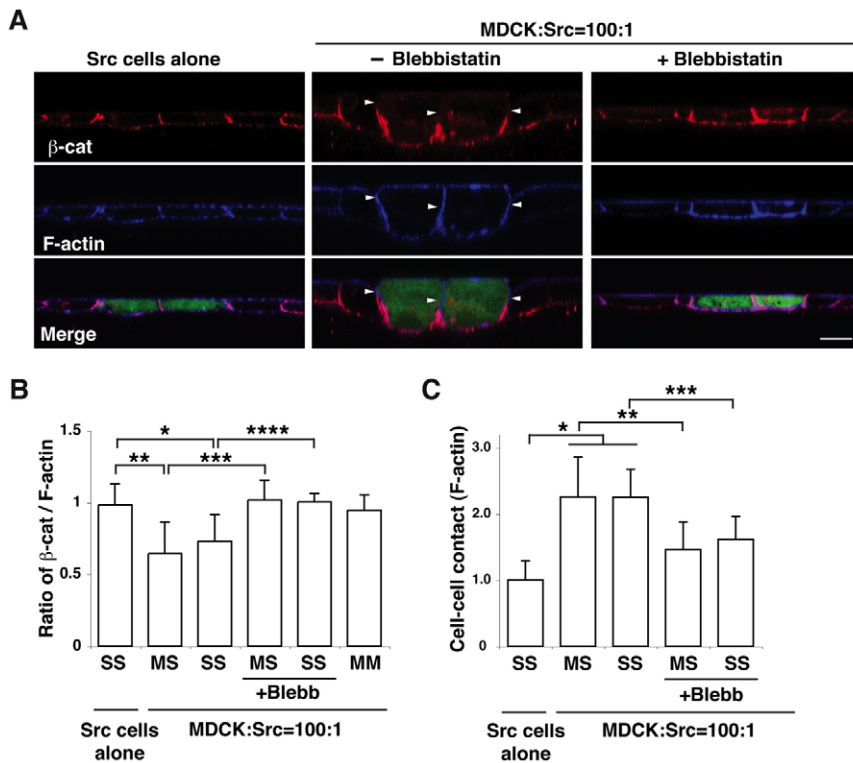 A
MDCK:Src=100:1
Src cells alone
– Blebbistatin
+ Blebbistatin
β-cat
F-actin
Merge
B
Ratio of β-cat / F-actin
1.5
1
0.5
0
*
****
**
***
SS
MS
SS
MS
SS
MM
+Blebb
Src cells
alone
MDCK:Src=100:1
C
Cell-cell contact (F-actin)
3.0
2.0
1.0
0
***
*
**
SS
MS
SS
MS
SS
+Blebb
Src cells
alone
MDCK:Src=100:1